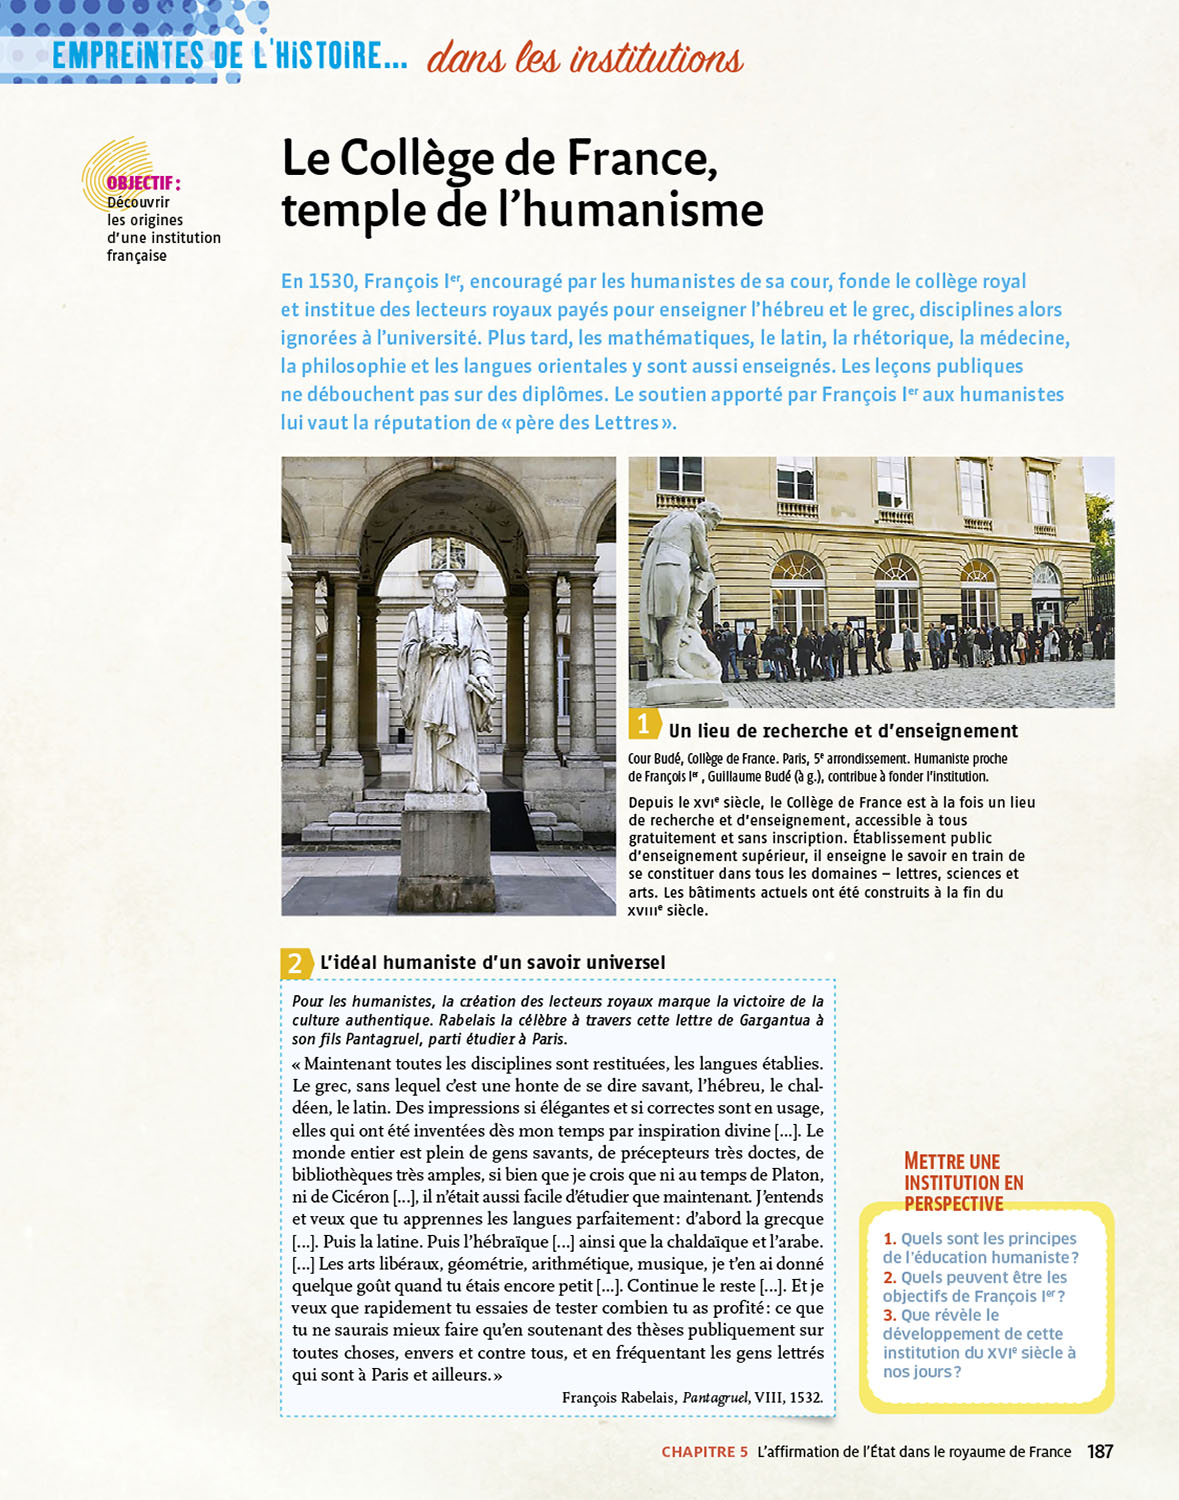 EMPREINTES DE L'HISTOIRE... dans les institutions
OBJECTIF :
Découvrir
les origines
d'une institution
française
Le Collège de France,
temple de l'humanisme
En 1530, François Ier, encouragé par les humanistes de sa cour, fonde le collège royal
et institue des lecteurs royaux payés pour enseigner l'hébreu et le grec, disciplines alors
ignorées à l'université. Plus tard, les mathématiques, le latin, la rhétorique, la médecine,
la philosophie et les langues orientales y sont aussi enseignés. Les leçons publiques
ne débouchent pas sur des diplômes. Le soutien apporté par François Ier aux humanistes
lui vaut la réputation de « père des Lettres ».
1 Un lieu de recherche et d'enseignement
Cour Budé, Collège de France. Paris, 5e arrondissement. Humaniste proche
de François Ier , Guillaume Budé (à g.), contribue à fonder l'institution.
Depuis le XVIe siècle, le Collège de France est à la fois un lieu
de recherche et d'enseignement, accessible à tous
gratuitement et sans inscription. Établissement public
d'enseignement supérieur, il enseigne le savoir en train de
se constituer dans tous les domaines – lettres, sciences et
arts. Les bâtiments actuels ont été construits à la fin du
XVIIIe siècle.
2 L'idéal humaniste d'un savoir universel
Pour les humanistes, la création des lecteurs royaux marque la victoire de la
culture authentique. Rabelais la célèbre à travers cette lettre de Gargantua à
son fils Pantagruel, parti étudier à Paris.
« Maintenant toutes les disciplines sont restituées, les langues établies.
Le grec, sans lequel c'est une honte de se dire savant, l'hébreu, le chal-
déen, le latin. Des impressions si élégantes et si correctes sont en usage,
elles qui ont été inventées dès mon temps par inspiration divine [...]. Le
monde entier est plein de gens savants, de précepteurs très doctes, de
bibliothèques très amples, si bien que je crois que ni au temps de Platon,
ni de Cicéron [...], il n'était aussi facile d'étudier que maintenant. J'entends
et veux que tu apprennes les langues parfaitement : d'abord la grecque
[...]. Puis la latine. Puis l'hébraïque [...] ainsi que la chaldaïque et l'arabe.
[...] Les arts libéraux, géométrie, arithmétique, musique, je t'en ai donné
quelque goût quand tu étais encore petit [...]. Continue le reste [...]. Et je
veux que rapidement tu essaies de tester combien tu as profité : ce que
tu ne saurais mieux faire qu'en soutenant des thèses publiquement sur
toutes choses, envers et contre tous, et en fréquentant les gens lettrés
qui sont à Paris et ailleurs. »
François Rabelais, Pantagruel, VIII, 1532.
METTRE UNE
INSTITUTION EN
PERSPECTIVE
1. Quels sont les principes
de l'éducation humaniste ?
2. Quels peuvent être les
objectifs de François Ier ?
3. Que révèle le
développement de cette
institution du XVIe siècle à
nos jours ?
CHAPITRE 5 L'affirmation de l'État dans le royaume de France 187